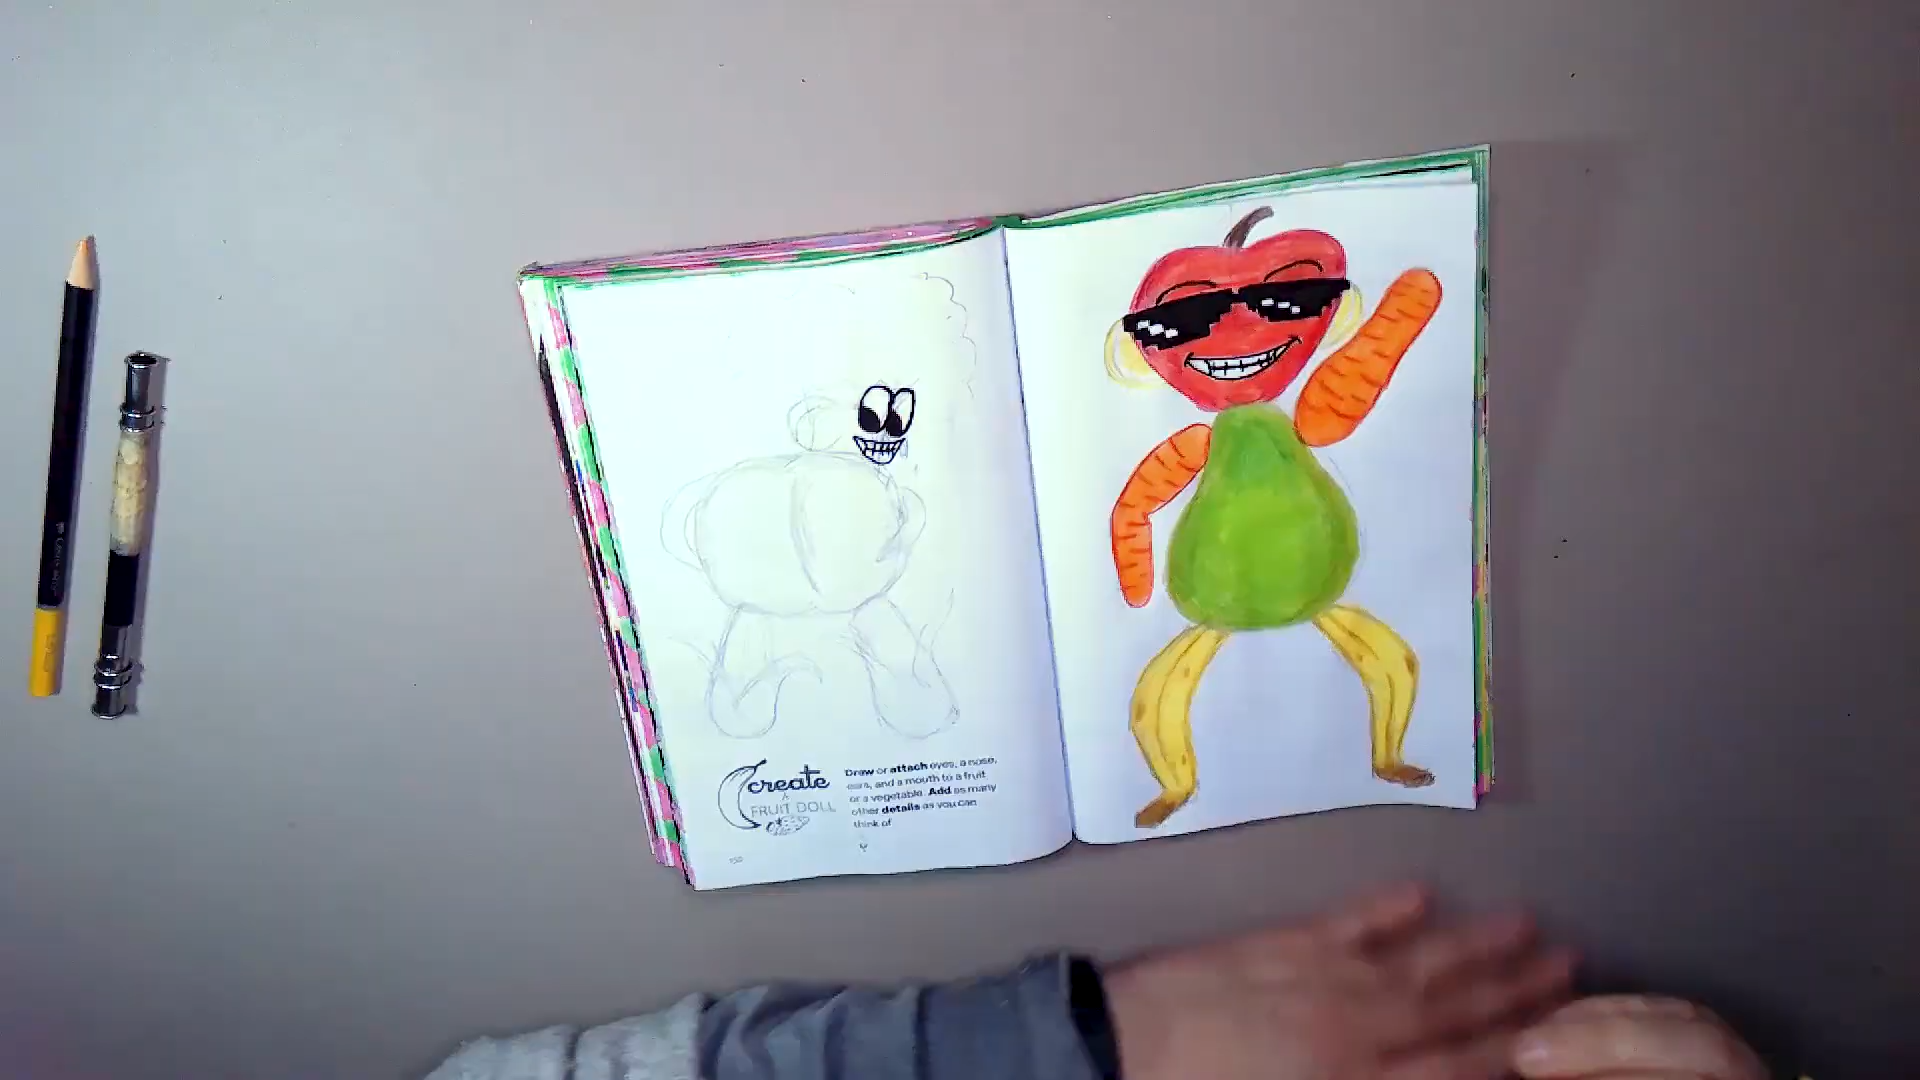 create
a
FRUIT DOLL
Draw or attach eyes, a nose,
ears, and a mouth to a fruit
or a vegetable. Add as many
other details as you can
think of
150